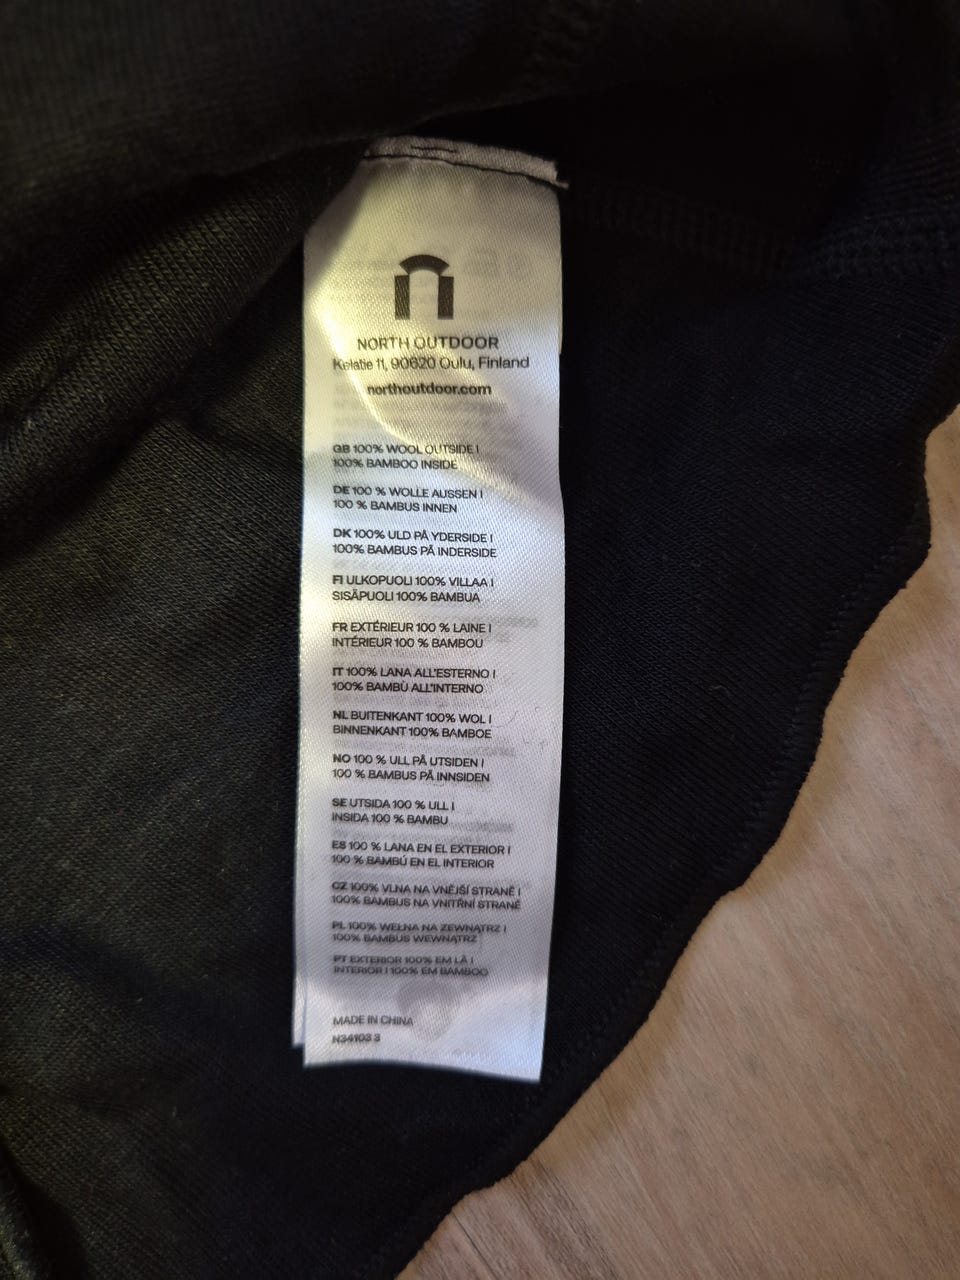 NORTH OUTDOOR
Kelatie 11, 90620 Oulu, Finland
northoutdoor.com
GB 100% WOOL OUTSIDE |
100% BAMBOO INSIDE
DE 100 % WOLLE AUSSEN |
100 % BAMBUS INNEN
DK 100% ULD PÅ YDERSIDE |
100% BAMBUS PÅ INDERSIDE
FI ULKOPUOLI 100% VILLAA |
SISÄPUOLI 100% BAMBUA
FR EXTÉRIEUR 100 % LAINE |
INTÉRIEUR 100 % BAMBOU
IT 100% LANA ALL'ESTERNO |
100% BAMBÙ ALL'INTERNO
NL BUITENKANT 100% WOL |
BINNENKANT 100% BAMBOE
NO 100 % ULL PÅ UTSIDEN |
100 % BAMBUS PÅ INNSIDEN
SE UTSIDA 100 % ULL |
INSIDA 100 % BAMBU
ES 100 % LANA EN EL EXTERIOR |
100 % BAMBÚ EN EL INTERIOR
CZ 100% VLNA NA VNĚJŠÍ STRANĚ |
100% BAMBUS NA VNITŘNÍ STRANĚ
PL 100% WEŁNA NA ZEWNĄTRZ |
100% BAMBUS WEWNĄTRZ
PT EXTERIOR 100% EM LÃ |
INTERIOR | 100% EM BAMBOO
MADE IN CHINA
N34103 3